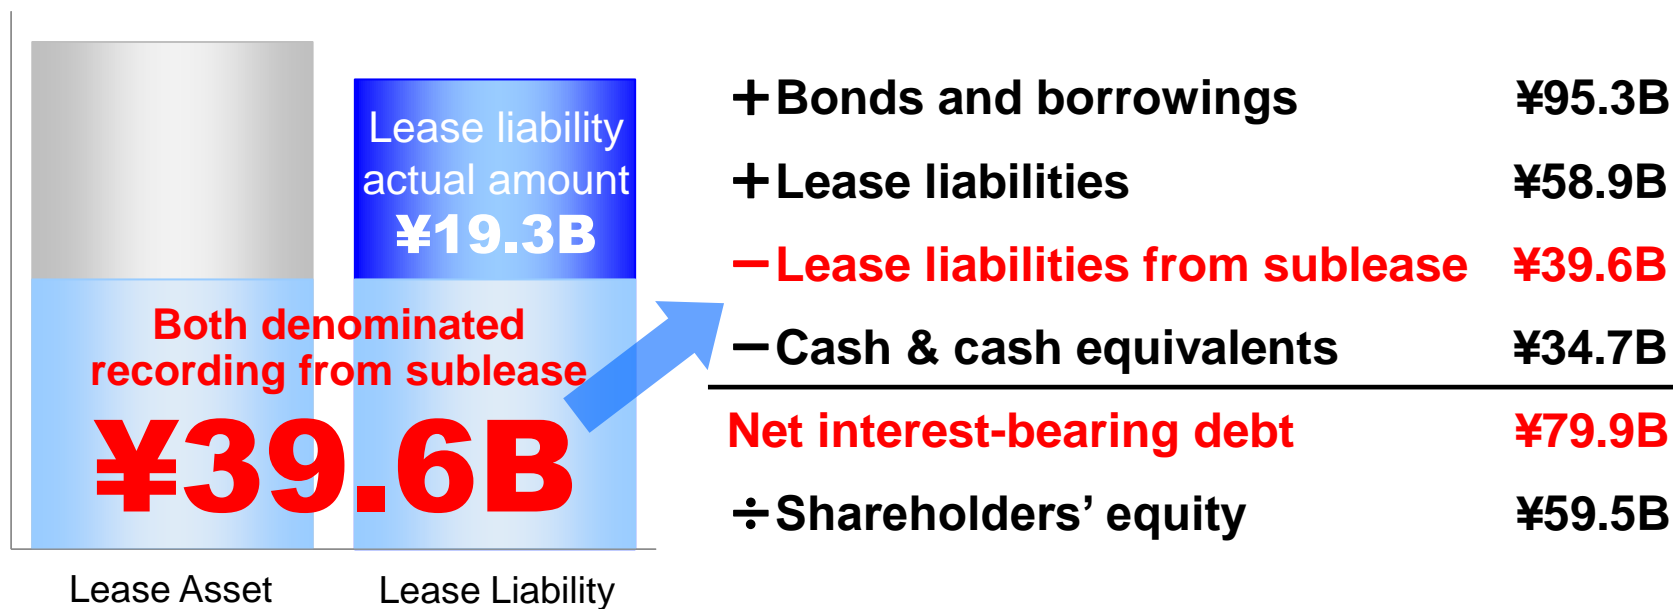 Lease liability
actual amount
¥19.3B
Both denominated
recording from sublease
¥39.6B
Lease Asset
Lease Liability
+Bonds and borrowings ¥95.3B
+Lease liabilities ¥58.9B
−Lease liabilities from sublease ¥39.6B
−Cash & cash equivalents ¥34.7B
Net interest-bearing debt ¥79.9B
÷Shareholders’ equity ¥59.5B